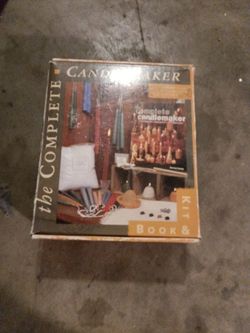 the COMPLETE
CANDLEMAKER
complete
candlemaker
BOOK &
KIT